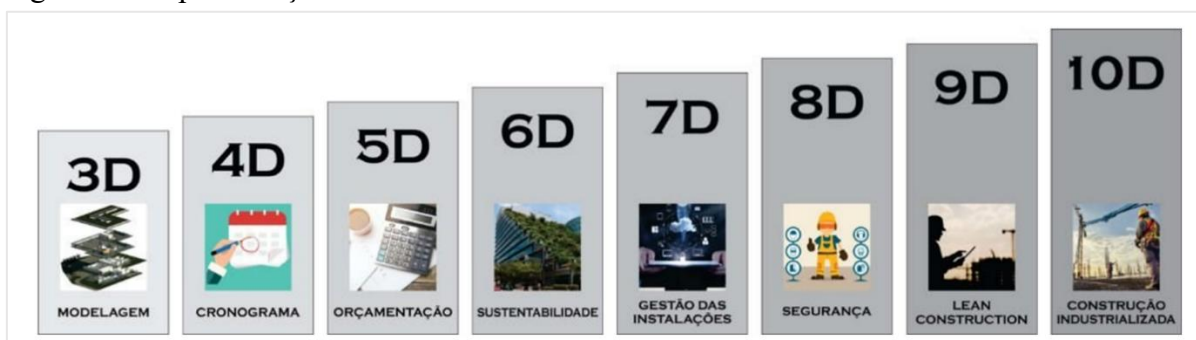 3D
MODELAGEM
4D
CRONOGRAMA
5D
ORÇAMENTAÇÃO
6D
SUSTENTABILIDADE
7D
GESTÃO DAS
INSTALAÇÕES
8D
SEGURANÇA
9D
LEAN
CONSTRUCTION
10D
CONSTRUÇÃO
INDUSTRIALIZADA